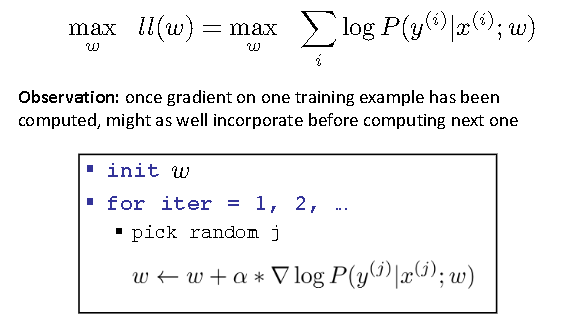 max_w ll(w) = max_w ∑_i log P(y^{(i)}|x^{(i)}; w)
Observation: once gradient on one training example has been
computed, might as well incorporate before computing next one
▪ init w
▪ for iter = 1, 2, …
▪ pick random j
w ← w + α ∗ ∇ log P(y^{(j)}|x^{(j)}; w)